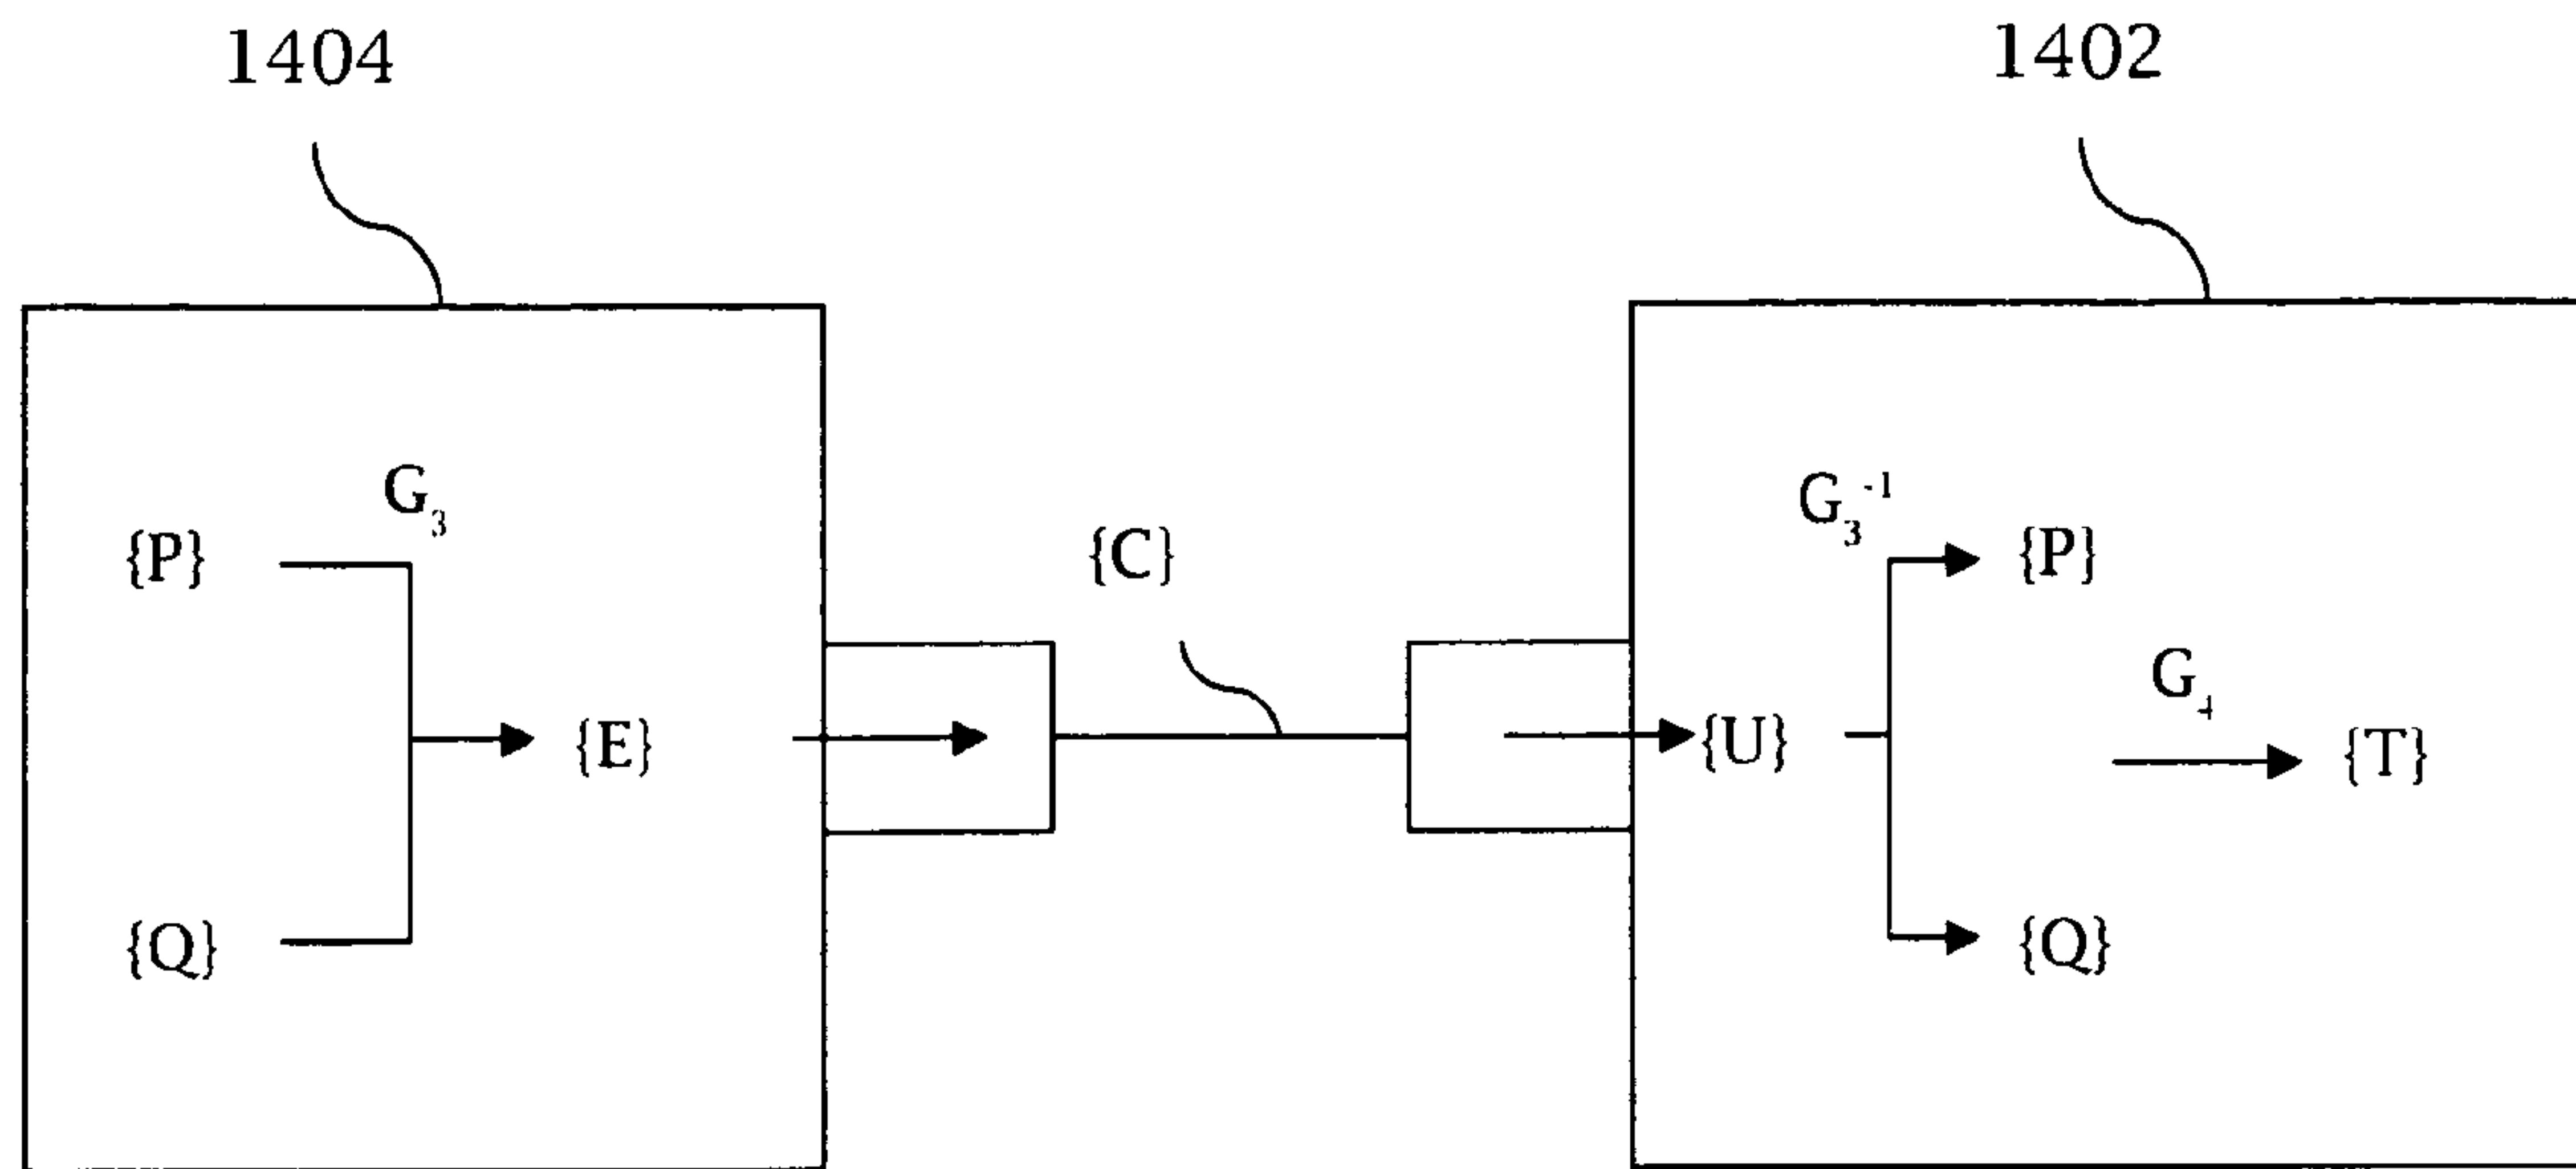 1404
1402
G₃
{P}
{Q}
{E}
{C}
{U}
G₃⁻¹
{P}
G₄
{T}
{Q}